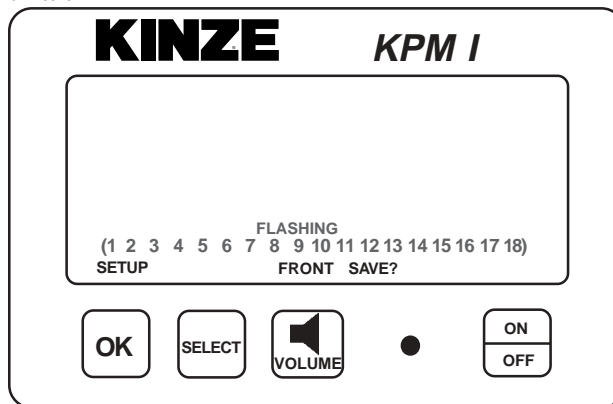 KINZE KPM I
FLASHING
(1 2 3 4 5 6 7 8 9 10 11 12 13 14 15 16 17 18)
SETUP FRONT SAVE?
OK SELECT VOLUME ON
OFF